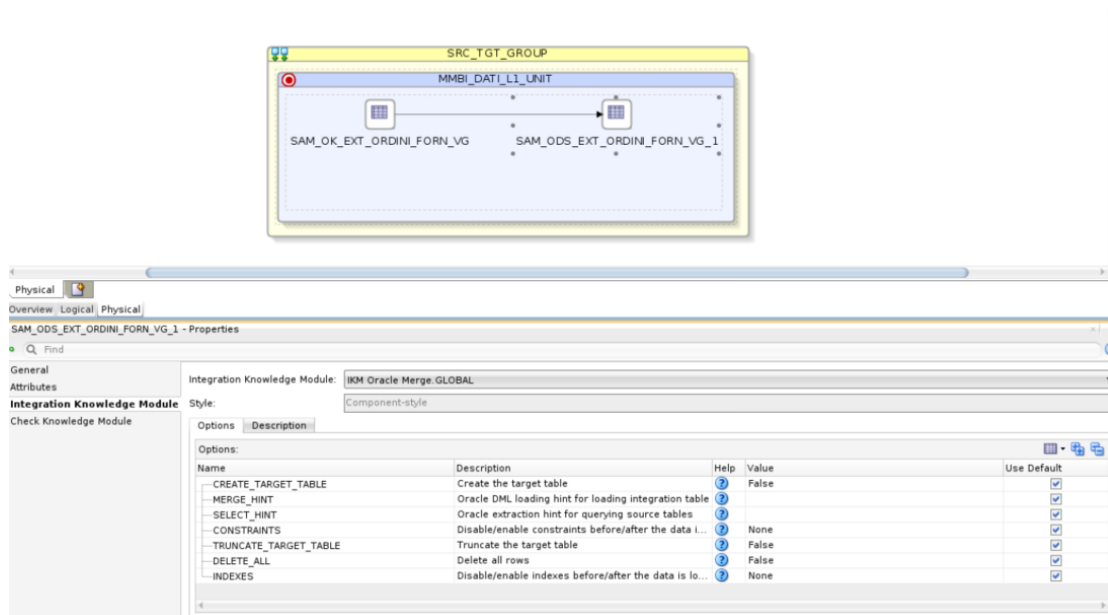 SRC_TGT_GROUP
MMBI_DATI_L1_UNIT
SAM_OK_EXT_ORDINI_FORN_VG SAM_ODS_EXT_ORDINI_FORN_VG_1
Physical
Overview Logical Physical
SAM_ODS_EXT_ORDINI_FORN_VG_1 - Properties
Find
General
Attributes
Integration Knowledge Module
Check Knowledge Module
Integration Knowledge Module: IKM Oracle Merge.GLOBAL
Style: Component-style
Options Description
Options:
Name Description Help Value Use Default
CREATE_TARGET_TABLE Create the target table ? False
MERGE_HINT Oracle DML loading hint for loading integration table ?
SELECT_HINT Oracle extraction hint for querying source tables ?
CONSTRAINTS Disable/enable constraints before/after the data i... ? None
TRUNCATE_TARGET_TABLE Truncate the target table ? False
DELETE_ALL Delete all rows ? False
INDEXES Disable/enable indexes before/after the data is lo... ? None